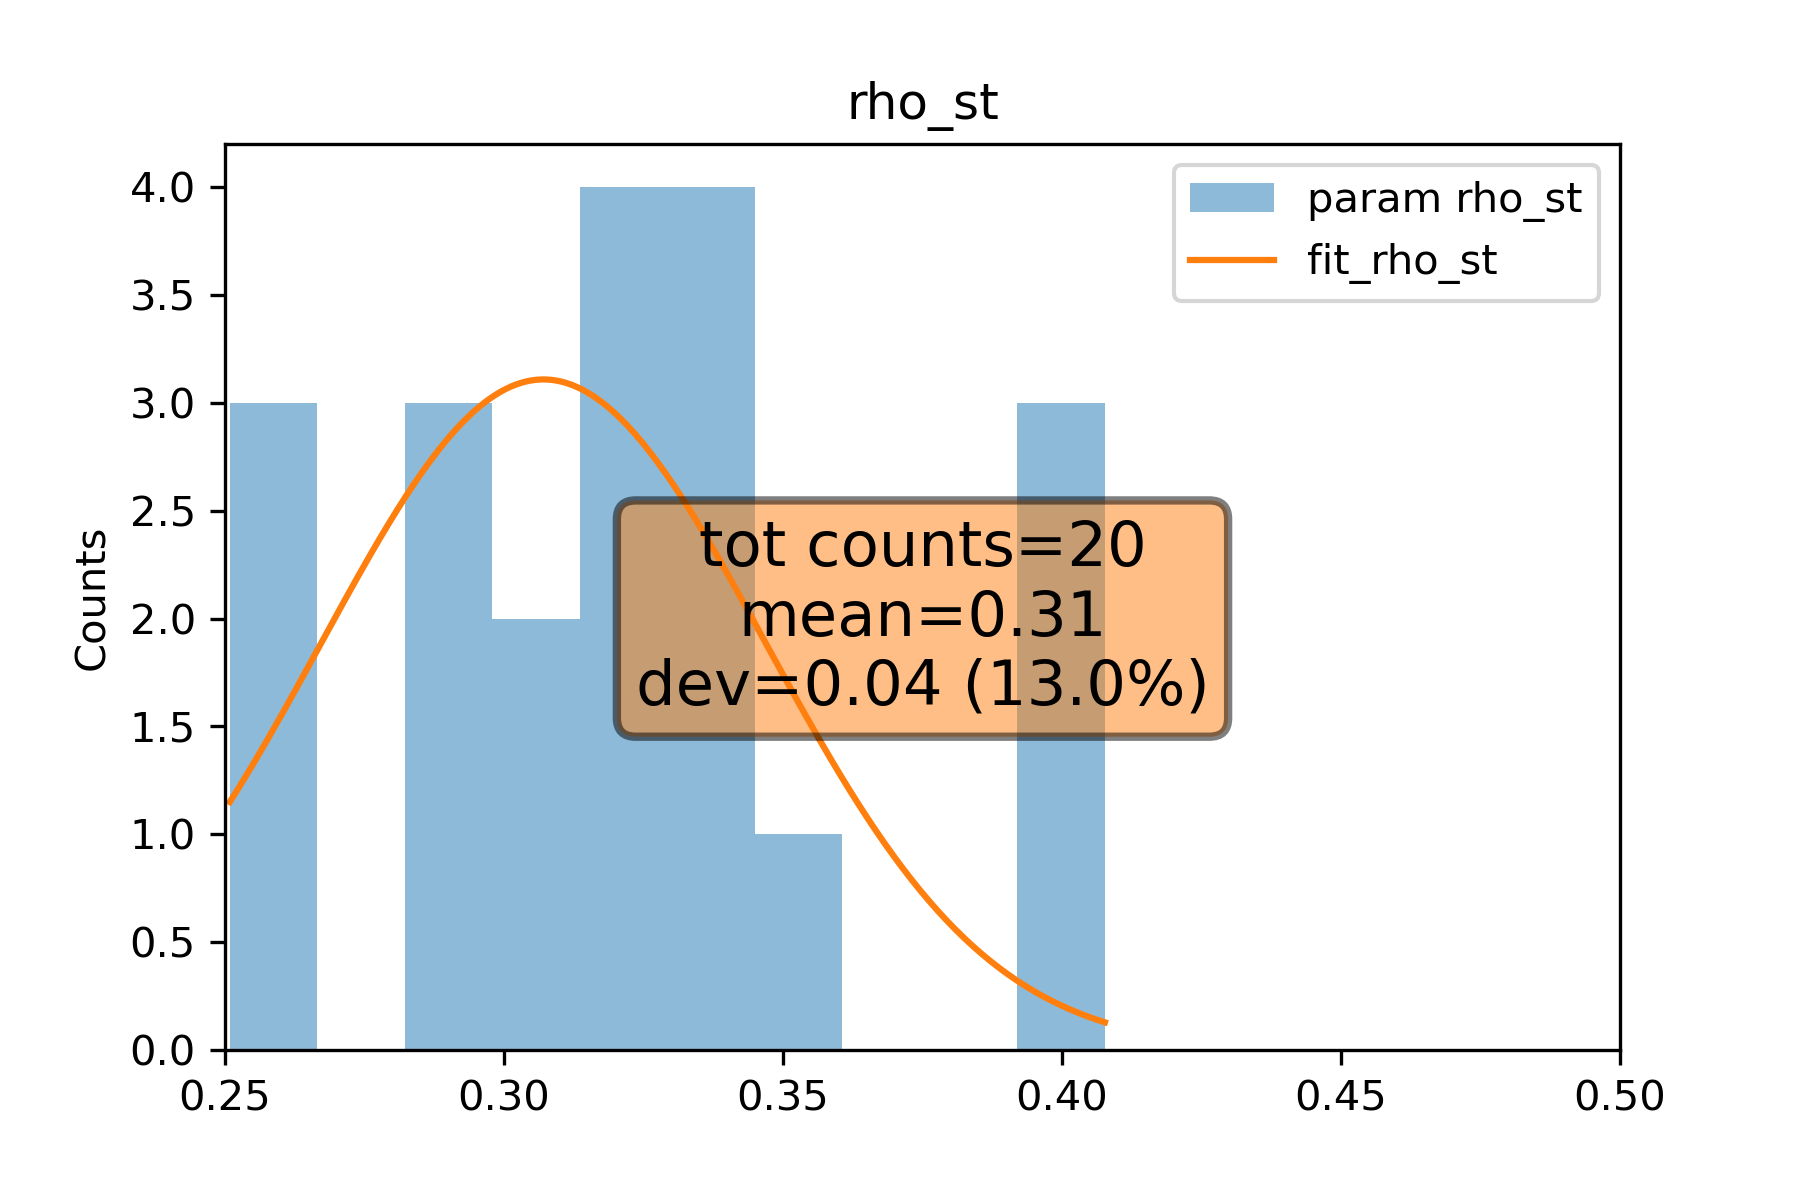 rho_st
param rho_st
fit_rho_st
Counts
4.0
3.5
3.0
2.5
2.0
1.5
1.0
0.5
0.0
tot counts=20
mean=0.31
dev=0.04 (13.0%)
0.25 0.30 0.35 0.40 0.45 0.50